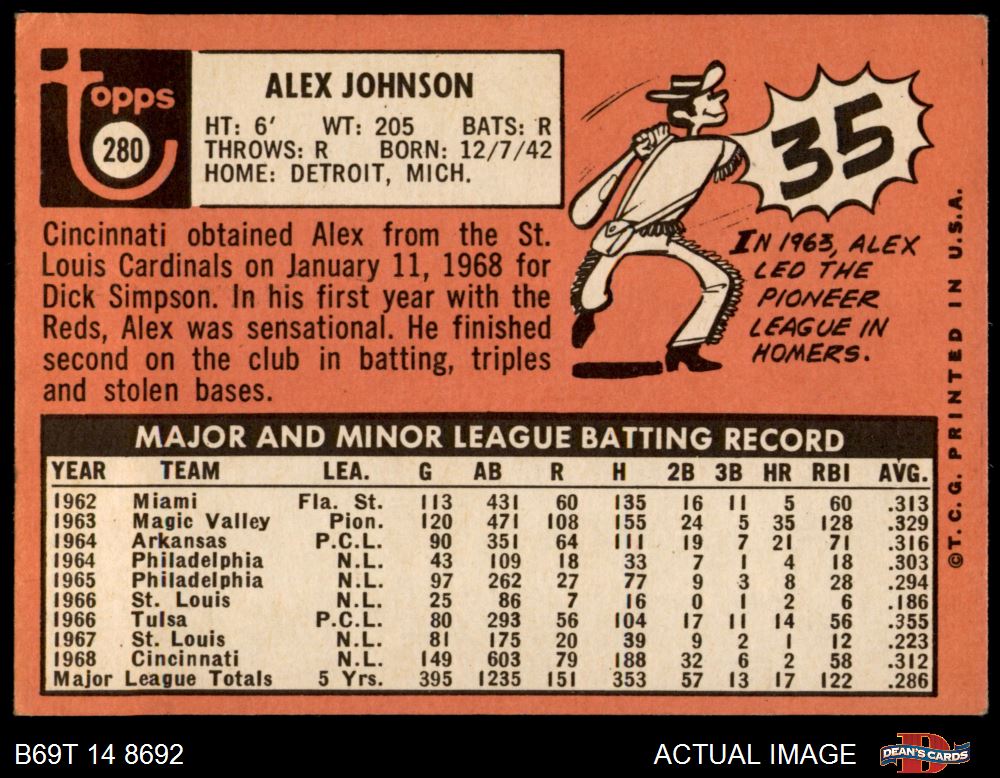 Topps
280
ALEX JOHNSON
HT: 6' WT: 205 BATS: R
THROWS: R BORN: 12/7/42
HOME: DETROIT, MICH.
Cincinnati obtained Alex from the St.
Louis Cardinals on January 11, 1968 for
Dick Simpson. In his first year with the
Reds, Alex was sensational. He finished
second on the club in batting, triples
and stolen bases.
35
IN 1963, ALEX
LED THE
PIONEER
LEAGUE IN
HOMERS.
©T.C.G. PRINTED IN U.S.A.
MAJOR AND MINOR LEAGUE BATTING RECORD
YEAR TEAM LEA. G AB R H 2B 3B HR RBI AVG.
1962 Miami Fla. St. 113 431 60 135 16 11 5 60 .313
1963 Magic Valley Pion. 120 471 108 155 24 5 35 128 .329
1964 Arkansas P.C.L. 90 351 64 111 19 7 21 71 .316
1964 Philadelphia N.L. 43 109 18 33 7 1 4 18 .303
1965 Philadelphia N.L. 97 262 27 77 9 3 8 28 .294
1966 St. Louis N.L. 25 86 7 16 0 1 2 6 .186
1966 Tulsa P.C.L. 80 293 56 104 17 11 14 56 .355
1967 St. Louis N.L. 81 175 20 39 9 2 1 12 .223
1968 Cincinnati N.L. 149 603 79 188 32 6 2 58 .312
Major League Totals 5 Yrs. 395 1235 151 353 57 13 17 122 .286
B69T 14 8692
ACTUAL IMAGE
DEAN'S CARDS